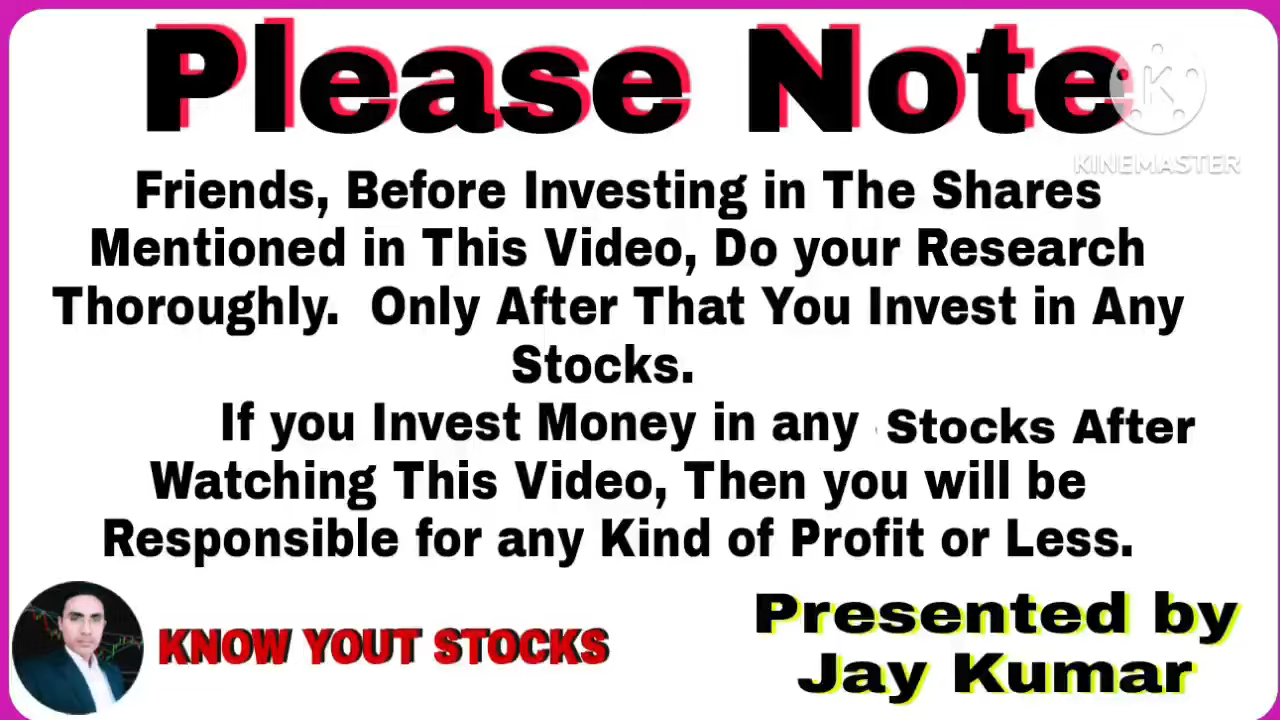 Please Note
K
KINEMASTER
Friends, Before Investing in The Shares
Mentioned in This Video, Do your Research
Thoroughly. Only After That You Invest in Any
Stocks.
If you Invest Money in any Stocks After
Watching This Video, Then you will be
Responsible for any Kind of Profit or Less.
KNOW YOUT STOCKS
Presented by
Jay Kumar